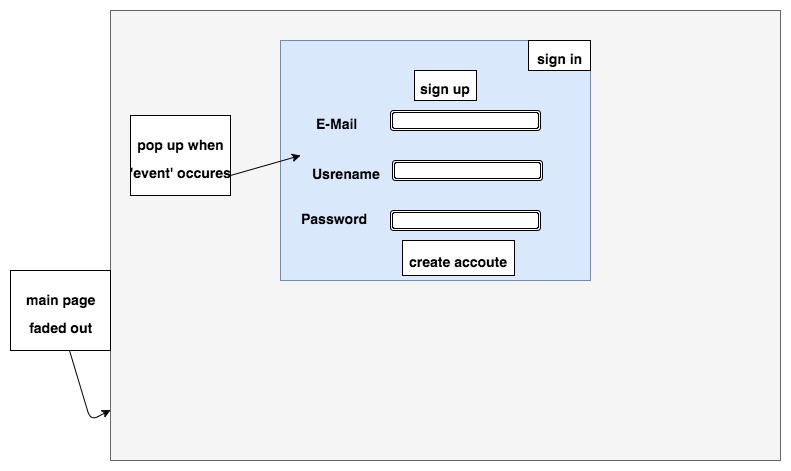 sign in
sign up
E-Mail
pop up when
'event' occures
Usrename
Password
create accoute
main page
faded out